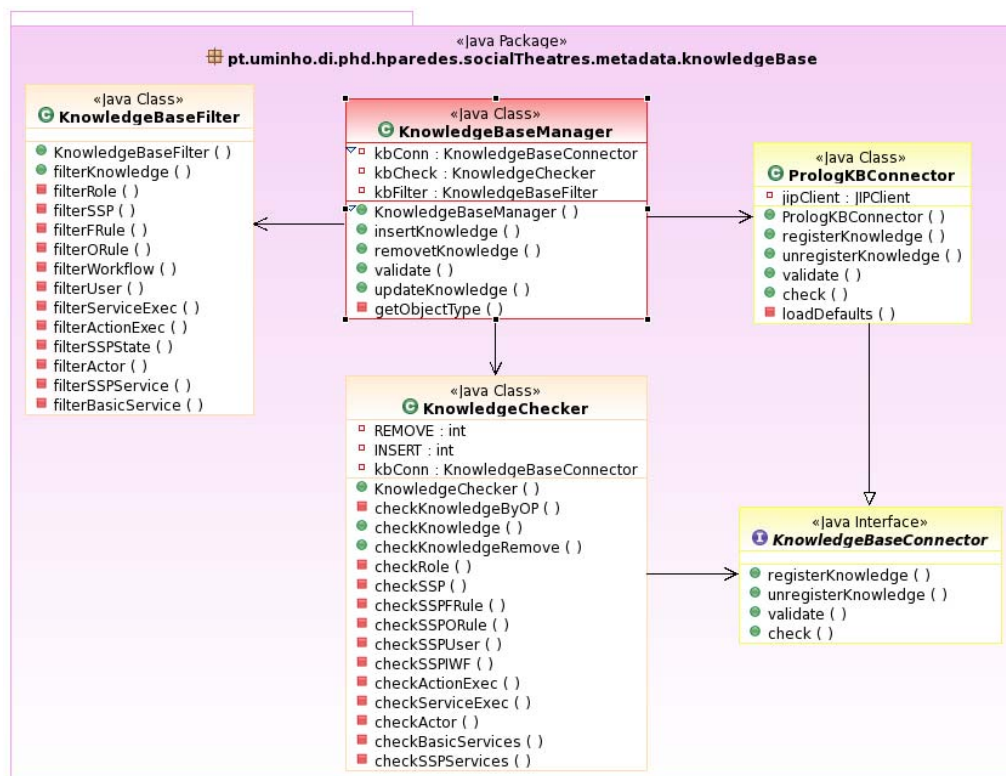 «Java Package»
pt.uminho.di.phd.hparedes.socialTheatres.metadata.knowledgeBase
«Java Class»
KnowledgeBaseFilter
KnowledgeBaseFilter ( )
filterKnowledge ( )
filterRole ( )
filterSSP ( )
filterFRule ( )
filterORule ( )
filterWorkflow ( )
filterUser ( )
filterServiceExec ( )
filterActionExec ( )
filterSSPState ( )
filterActor ( )
filterSSPService ( )
filterBasicService ( )
«Java Class»
KnowledgeBaseManager
kbConn : KnowledgeBaseConnector
kbCheck : KnowledgeChecker
kbFilter : KnowledgeBaseFilter
KnowledgeBaseManager ( )
insertKnowledge ( )
removetKnowledge ( )
validate ( )
updateKnowledge ( )
getObjectType ( )
«Java Class»
PrologKBConnector
jipClient : JIPClient
PrologKBConnector ( )
registerKnowledge ( )
unregisterKnowledge ( )
validate ( )
check ( )
loadDefaults ( )
«Java Class»
KnowledgeChecker
REMOVE : int
INSERT : int
kbConn : KnowledgeBaseConnector
KnowledgeChecker ( )
checkKnowledgeByOP ( )
checkKnowledge ( )
checkKnowledgeRemove ( )
checkRole ( )
checkSSP ( )
checkSSPFRule ( )
checkSSPORule ( )
checkSSPUser ( )
checkSSPIWF ( )
checkActionExec ( )
checkServiceExec ( )
checkActor ( )
checkBasicServices ( )
checkSSPServices ( )
«Java Interface»
KnowledgeBaseConnector
registerKnowledge ( )
unregisterKnowledge ( )
validate ( )
check ( )